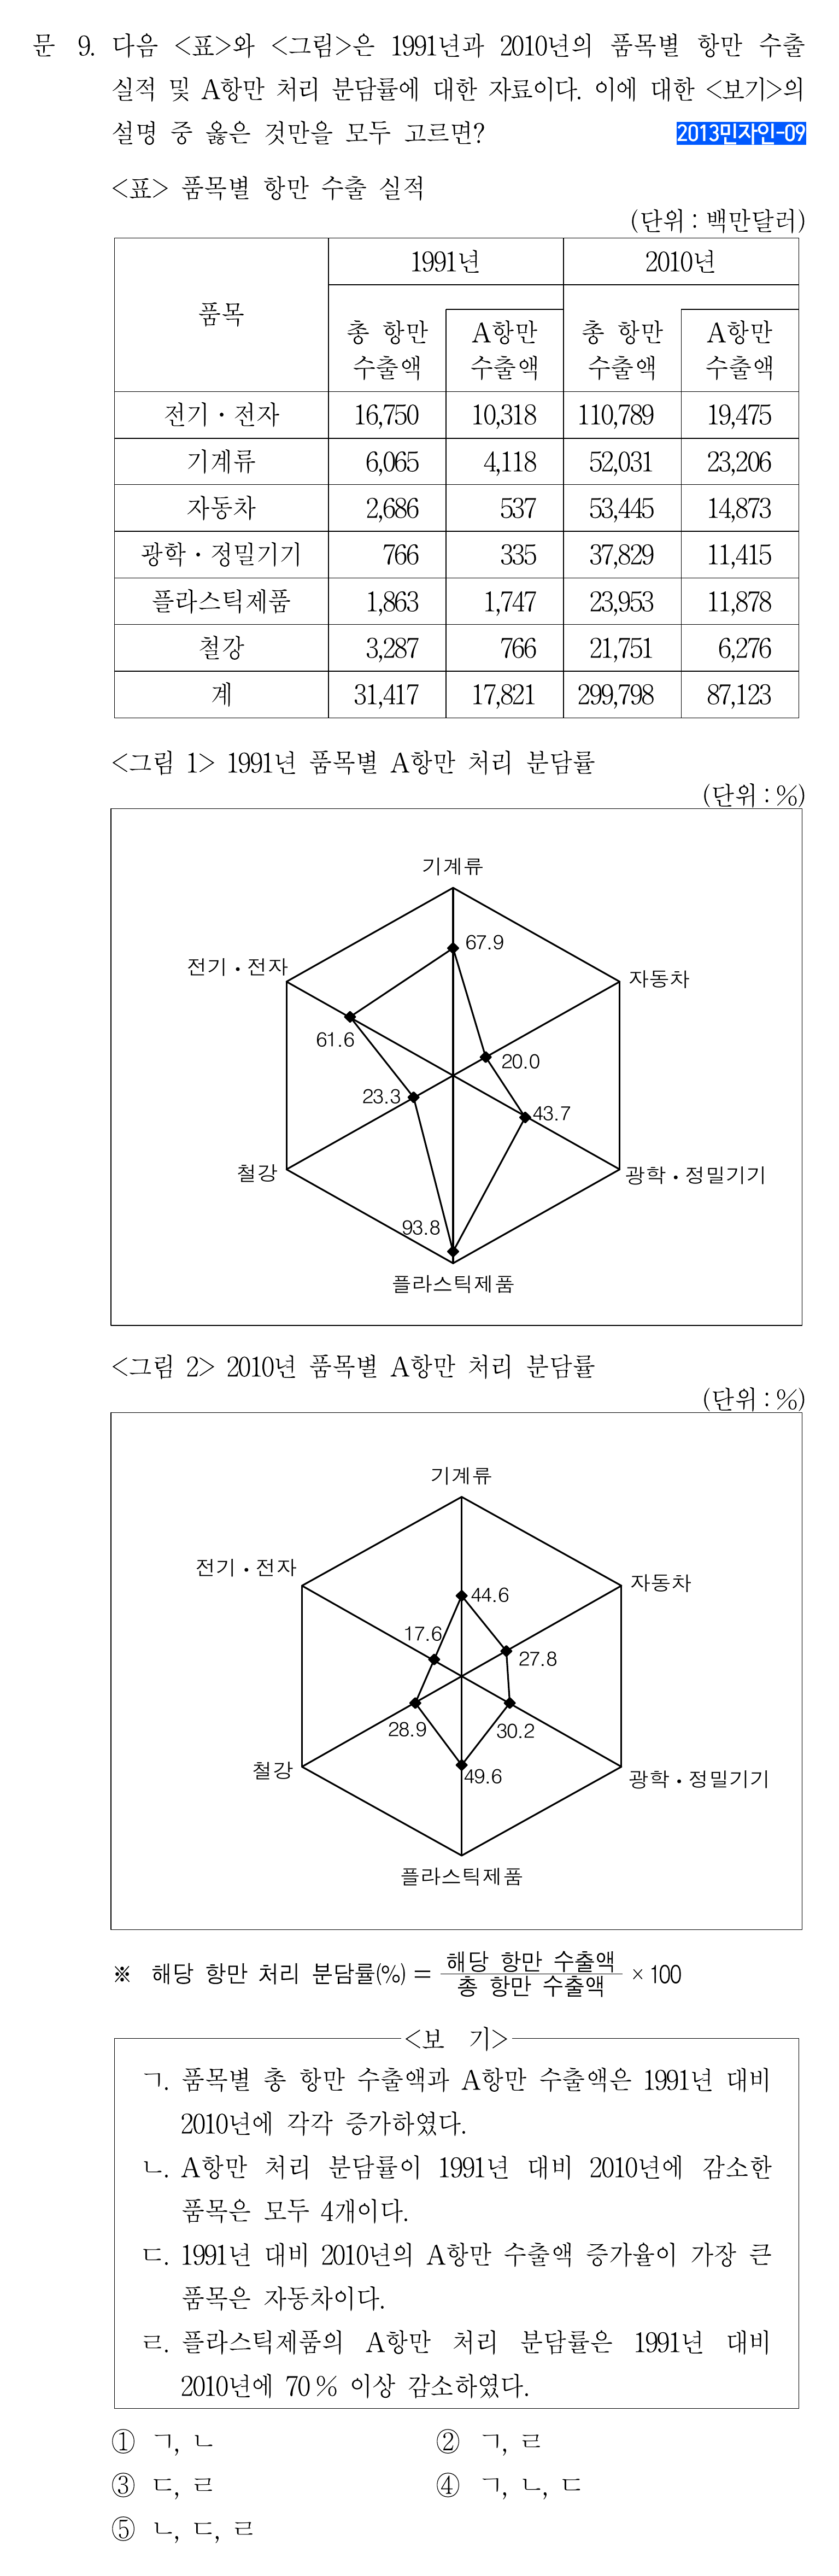 문 9. 다음 <표>와 <그림>은 1991년과 2010년의 품목별 항만 수출
실적 및 A항만 처리 분담률에 대한 자료이다. 이에 대한 <보기>의
설명 중 옳은 것만을 모두 고르면?
2013민자인-09
<표> 품목별 항만 수출 실적
(단위 : 백만달러)
품목 1991년 2010년
총 항만 수출액 A항만 수출액 총 항만 수출액 A항만 수출액
전기·전자 16,750 10,318 110,789 19,475
기계류 6,065 4,118 52,031 23,206
자동차 2,686 537 53,445 14,873
광학·정밀기기 766 335 37,829 11,415
플라스틱제품 1,863 1,747 23,953 11,878
철강 3,287 766 21,751 6,276
계 31,417 17,821 299,798 87,123
<그림 1> 1991년 품목별 A항만 처리 분담률
(단위 : %)
기계류
67.9
전기·전자
자동차
61.6
20.0
23.3
43.7
철강
광학·정밀기기
93.8
플라스틱제품
<그림 2> 2010년 품목별 A항만 처리 분담률
(단위 : %)
기계류
전기·전자
자동차
44.6
17.6
27.8
28.9
30.2
철강
49.6
광학·정밀기기
플라스틱제품
※ 해당 항만 처리 분담률(%) = 해당 항만 수출액 / 총 항만 수출액 × 100
<보 기>
ㄱ. 품목별 총 항만 수출액과 A항만 수출액은 1991년 대비
2010년에 각각 증가하였다.
ㄴ. A항만 처리 분담률이 1991년 대비 2010년에 감소한
품목은 모두 4개이다.
ㄷ. 1991년 대비 2010년의 A항만 수출액 증가율이 가장 큰
품목은 자동차이다.
ㄹ. 플라스틱제품의 A항만 처리 분담률은 1991년 대비
2010년에 70 % 이상 감소하였다.
① ㄱ, ㄴ ② ㄱ, ㄹ
③ ㄷ, ㄹ ④ ㄱ, ㄴ, ㄷ
⑤ ㄴ, ㄷ, ㄹ